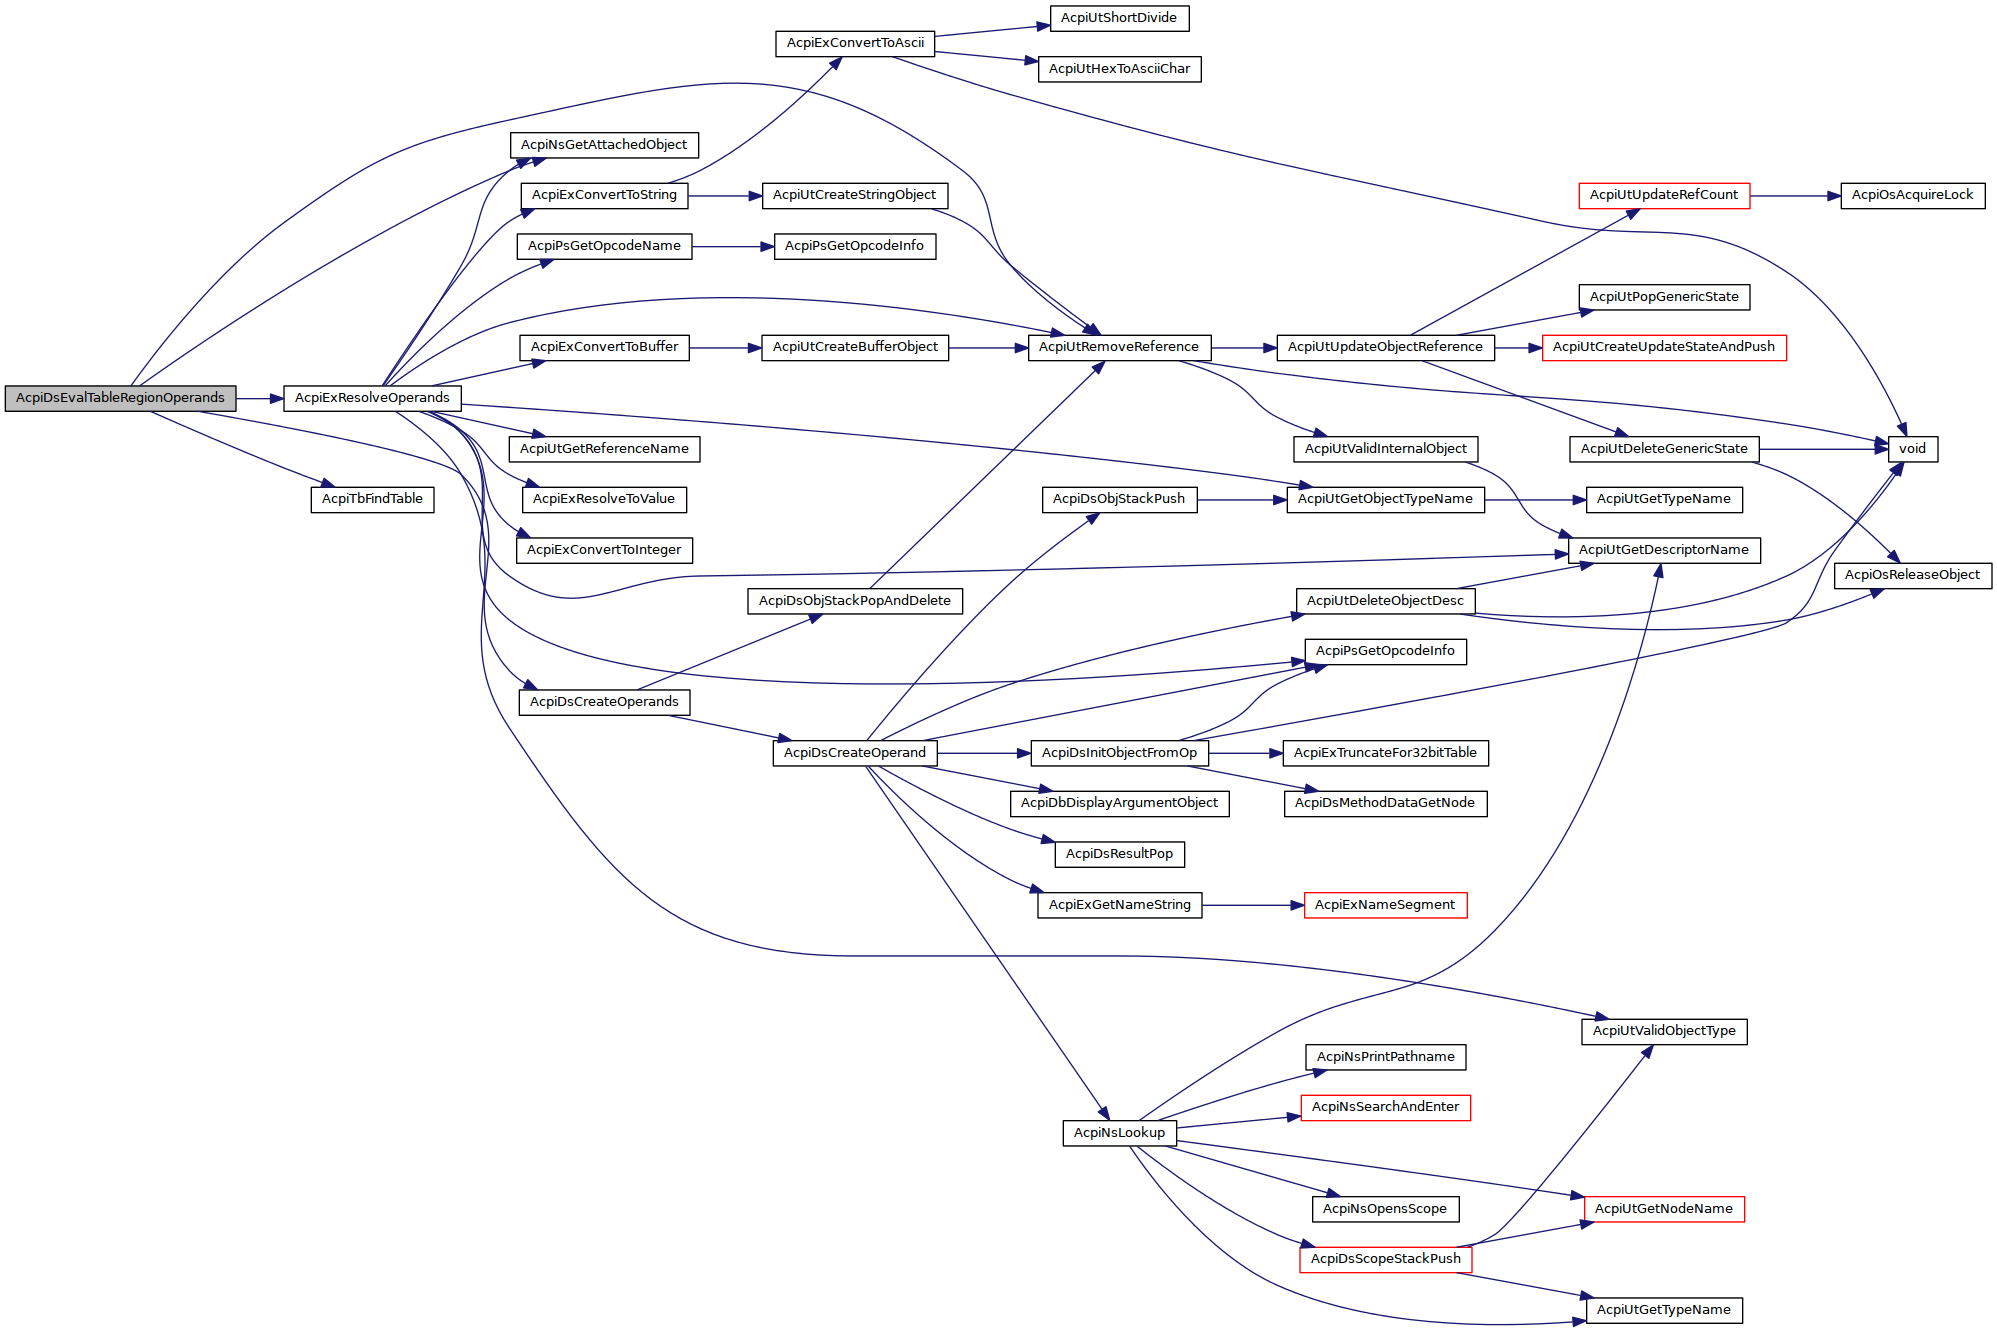 AcpiUtShortDivide
AcpiExConvertToAscii
AcpiUtHexToAsciiChar
AcpiNsGetAttachedObject
AcpiExConvertToString
AcpiUtCreateStringObject
AcpiUtUpdateRefCount
AcpiOsAcquireLock
AcpiPsGetOpcodeName
AcpiPsGetOpcodeInfo
AcpiUtPopGenericState
AcpiExConvertToBuffer
AcpiUtCreateBufferObject
AcpiUtRemoveReference
AcpiUtUpdateObjectReference
AcpiUtCreateUpdateStateAndPush
AcpiDsEvalTableRegionOperands
AcpiExResolveOperands
AcpiUtGetReferenceName
AcpiUtValidInternalObject
AcpiUtDeleteGenericState
void
AcpiTbFindTable
AcpiExResolveToValue
AcpiDsObjStackPush
AcpiUtGetObjectTypeName
AcpiUtGetTypeName
AcpiExConvertToInteger
AcpiUtGetDescriptorName
AcpiOsReleaseObject
AcpiDsObjStackPopAndDelete
AcpiUtDeleteObjectDesc
AcpiPsGetOpcodeInfo
AcpiDsCreateOperands
AcpiDsCreateOperand
AcpiDsInitObjectFromOp
AcpiExTruncateFor32bitTable
AcpiDbDisplayArgumentObject
AcpiDsMethodDataGetNode
AcpiDsResultPop
AcpiExGetNameString
AcpiExNameSegment
AcpiUtValidObjectType
AcpiNsPrintPathname
AcpiNsSearchAndEnter
AcpiNsLookup
AcpiNsOpensScope
AcpiUtGetNodeName
AcpiDsScopeStackPush
AcpiUtGetTypeName